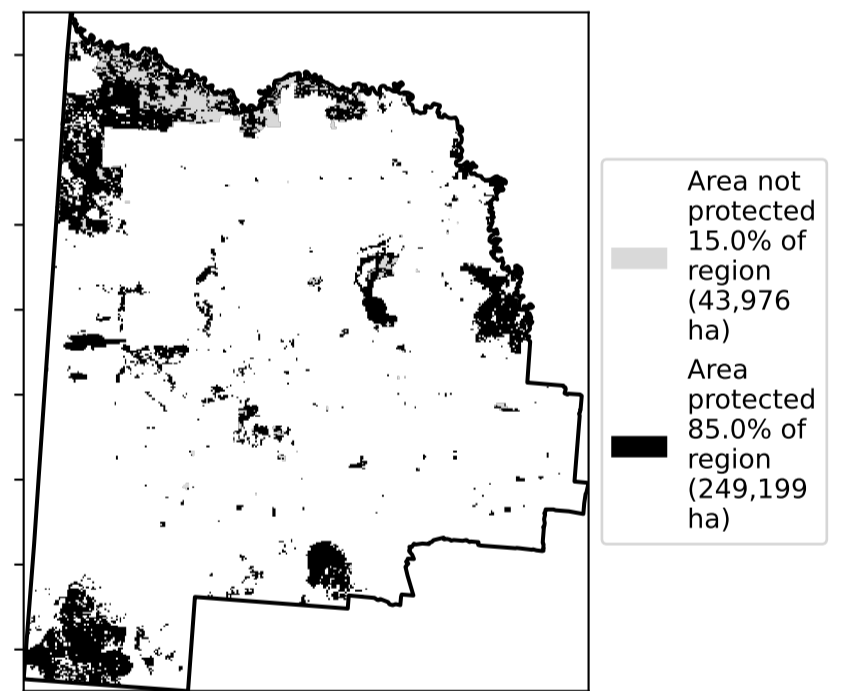 Area not
protected
15.0% of
region
(43,976
ha)
Area
protected
85.0% of
region
(249,199
ha)